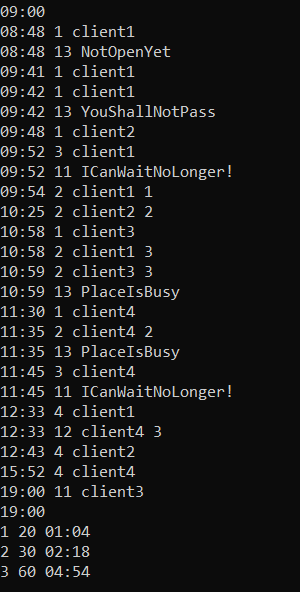 09:00
08:48 1 client1
08:48 13 NotOpenYet
09:41 1 client1
09:42 1 client1
09:42 13 YouShallNotPass
09:48 1 client2
09:52 3 client1
09:52 11 ICanWaitNoLonger!
09:54 2 client1 1
10:25 2 client2 2
10:58 1 client3
10:58 2 client1 3
10:59 2 client3 3
10:59 13 PlaceIsBusy
11:30 1 client4
11:35 2 client4 2
11:35 13 PlaceIsBusy
11:45 3 client4
11:45 11 ICanWaitNoLonger!
12:33 4 client1
12:33 12 client4 3
12:43 4 client2
15:52 4 client4
19:00 11 client3
19:00
1 20 01:04
2 30 02:18
3 60 04:54